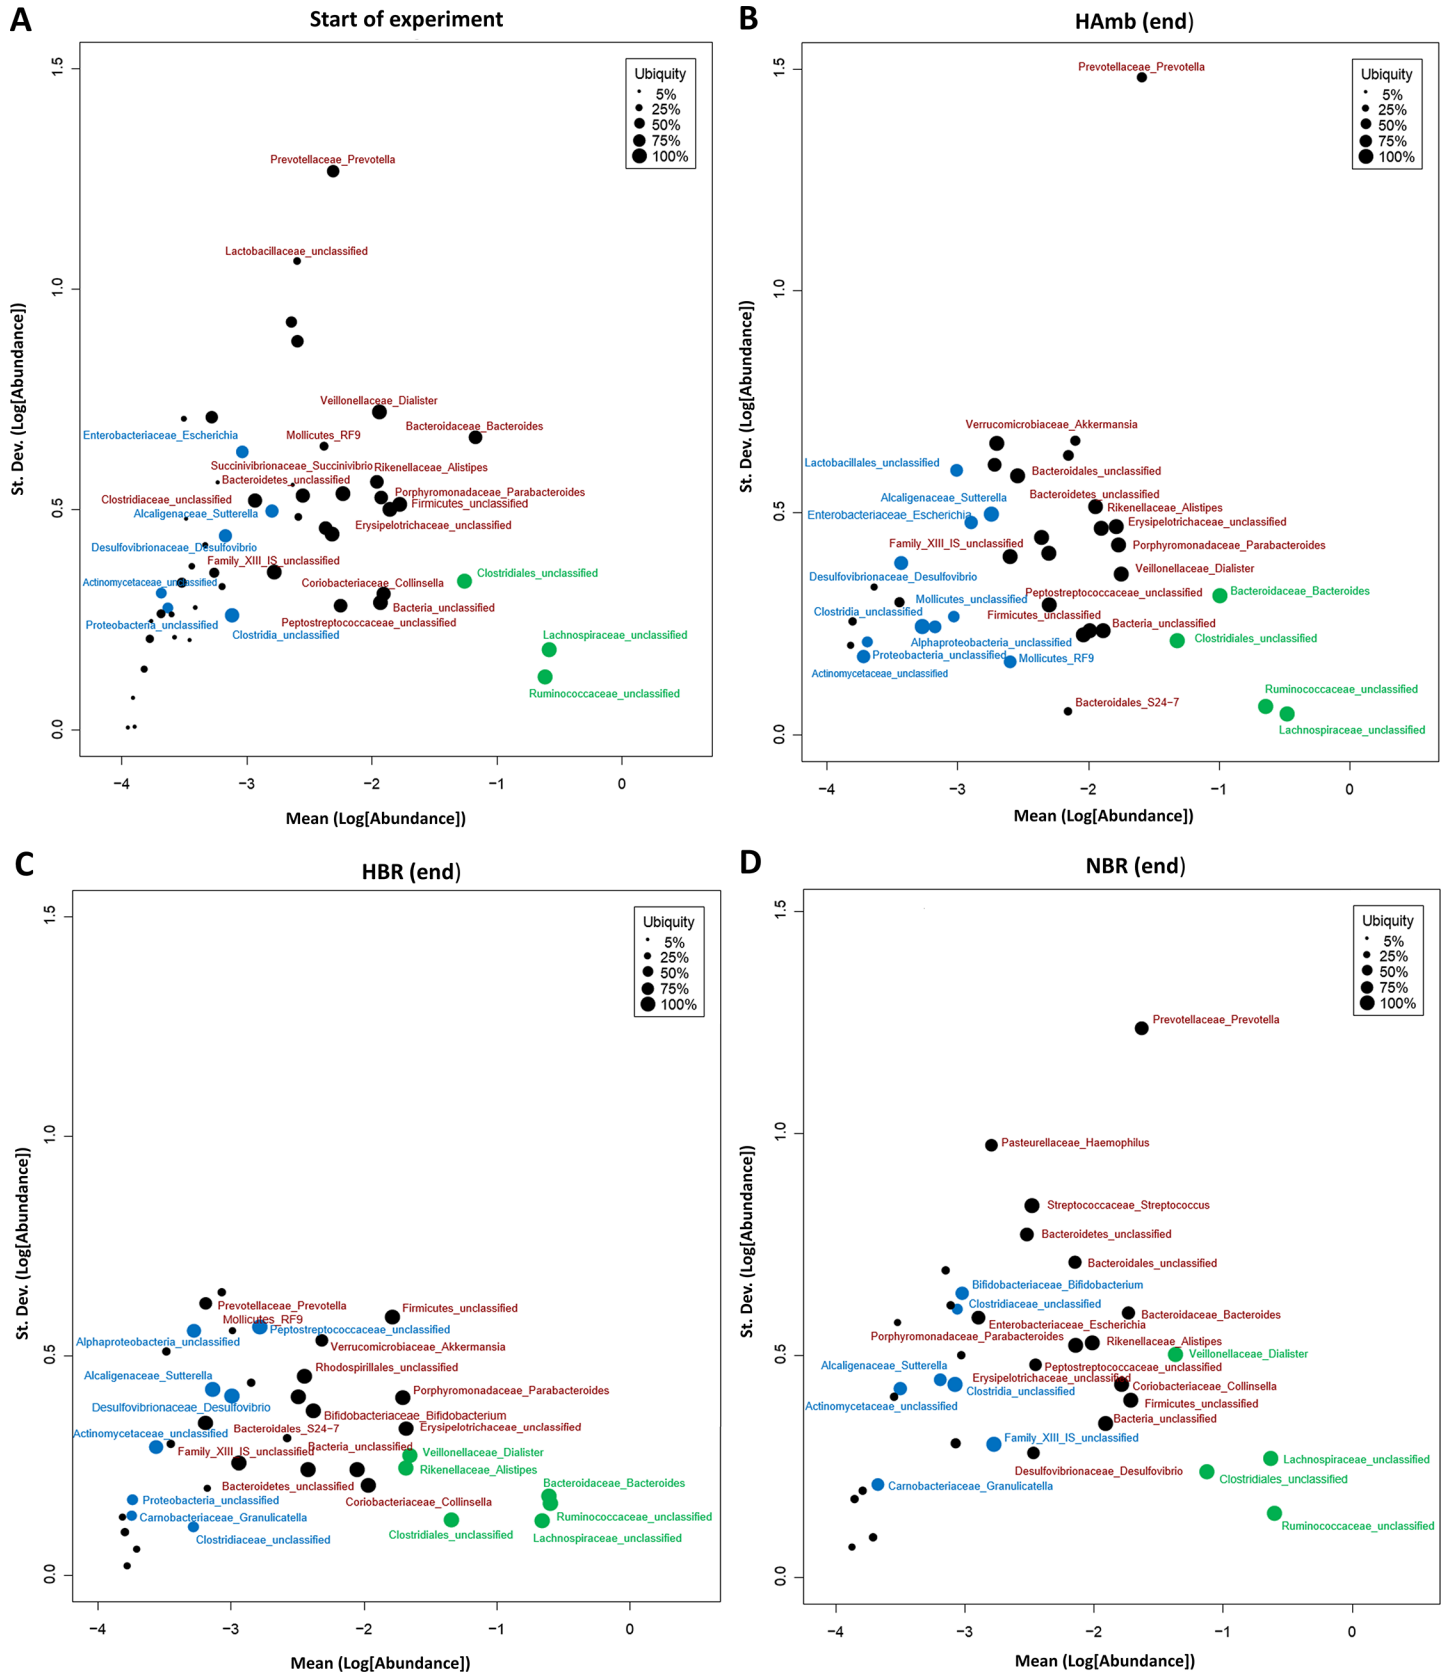 A
Start of experiment
Ubiquity
5%
25%
50%
75%
100%
Prevotellaceae_Prevotella
Lactobacillaceae_unclassified
Veillonellaceae_Dialister
Bacteroidaceae_Bacteroides
Enterobacteriaceae_Escherichia
Mollicutes_RF9
Succinivibrionaceae_Succinivibrio
Rikenellaceae_Alistipes
Bacteroidetes_unclassified
Porphyromonadaceae_Parabacteroides
Clostridiaceae_unclassified
Firmicutes_unclassified
Alcaligenaceae_Sutterella
Erysipelotrichaceae_unclassified
Desulfovibrionaceae_Desulfovibrio
Family_XIII_IS_unclassified
Clostridiales_unclassified
Actinomycetaceae_unclassified
Coriobacteriaceae_Collinsella
Bacteria_unclassified
Proteobacteria_unclassified
Peptostreptococcaceae_unclassified
Clostridia_unclassified
Lachnospiraceae_unclassified
Ruminococcaceae_unclassified
1.5
1.0
0.5
0.0
St. Dev. (Log[Abundance])
−4
−3
−2
−1
0
Mean (Log[Abundance])
B
HAmb (end)
Ubiquity
5%
25%
50%
75%
100%
Prevotellaceae_Prevotella
Verrucomicrobiaceae_Akkermansia
Lactobacillales_unclassified
Bacteroidales_unclassified
Alcaligenaceae_Sutterella
Bacteroidetes_unclassified
Rikenellaceae_Alistipes
Enterobacteriaceae_Escherichia
Erysipelotrichaceae_unclassified
Family_XIII_IS_unclassified
Porphyromonadaceae_Parabacteroides
Veillonellaceae_Dialister
Desulfovibrionaceae_Desulfovibrio
Peptostreptococcaceae_unclassified
Bacteroidaceae_Bacteroides
Mollicutes_unclassified
Clostridia_unclassified
Firmicutes_unclassified
Bacteria_unclassified
Alphaproteobacteria_unclassified
Clostridiales_unclassified
Proteobacteria_unclassified
Mollicutes_RF9
Actinomycetaceae_unclassified
Bacteroidales_S24−7
Ruminococcaceae_unclassified
Lachnospiraceae_unclassified
1.5
1.0
0.5
0.0
St. Dev. (Log[Abundance])
−4
−3
−2
−1
0
Mean (Log[Abundance])
C
HBR (end)
Ubiquity
5%
25%
50%
75%
100%
Prevotellaceae_Prevotella
Firmicutes_unclassified
Mollicutes_RF9
Peptostreptococcaceae_unclassified
Alphaproteobacteria_unclassified
Verrucomicrobiaceae_Akkermansia
Rhodospirillales_unclassified
Alcaligenaceae_Sutterella
Porphyromonadaceae_Parabacteroides
Desulfovibrionaceae_Desulfovibrio
Bifidobacteriaceae_Bifidobacterium
Bacteroidales_S24−7
Erysipelotrichaceae_unclassified
Actinomycetaceae_unclassified
Bacteria_unclassified
Family_XIII_IS_unclassified
Veillonellaceae_Dialister
Rikenellaceae_Alistipes
Bacteroidetes_unclassified
Bacteroidaceae_Bacteroides
Proteobacteria_unclassified
Coriobacteriaceae_Collinsella
Carnobacteriaceae_Granulicatella
Ruminococcaceae_unclassified
Clostridiaceae_unclassified
Clostridiales_unclassified
Lachnospiraceae_unclassified
1.5
1.0
0.5
0.0
St. Dev. (Log[Abundance])
−4
−3
−2
−1
0
Mean (Log[Abundance])
D
NBR (end)
Ubiquity
5%
25%
50%
75%
100%
Prevotellaceae_Prevotella
Pasteurellaceae_Haemophilus
Streptococcaceae_Streptococcus
Bacteroidetes_unclassified
Bacteroidales_unclassified
Bifidobacteriaceae_Bifidobacterium
Clostridiaceae_unclassified
Bacteroidaceae_Bacteroides
Enterobacteriaceae_Escherichia
Porphyromonadaceae_Parabacteroides
Rikenellaceae_Alistipes
Veillonellaceae_Dialister
Alcaligenaceae_Sutterella
Peptostreptococcaceae_unclassified
Erysipelotrichaceae_unclassified
Coriobacteriaceae_Collinsella
Clostridia_unclassified
Actinomycetaceae_unclassified
Firmicutes_unclassified
Bacteria_unclassified
Family_XIII_IS_unclassified
Lachnospiraceae_unclassified
Desulfovibrionaceae_Desulfovibrio
Clostridiales_unclassified
Carnobacteriaceae_Granulicatella
Ruminococcaceae_unclassified
1.5
1.0
0.5
0.0
St. Dev. (Log[Abundance])
−4
−3
−2
−1
0
Mean (Log[Abundance])